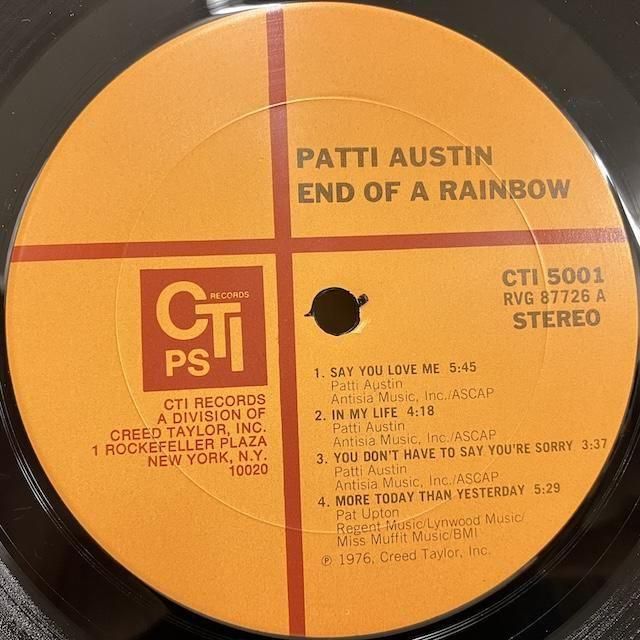 PATTI AUSTIN
END OF A RAINBOW
CTI
RECORDS
PS
CTI RECORDS
A DIVISION OF
CREED TAYLOR, INC.
1 ROCKEFELLER PLAZA
NEW YORK, N.Y.
10020
CTI 5001
RVG 87726 A
STEREO
1. SAY YOU LOVE ME 5:45
Patti Austin
Antisia Music, Inc./ASCAP
2. IN MY LIFE 4:18
Patti Austin
Antisia Music, Inc./ASCAP
3. YOU DON'T HAVE TO SAY YOU'RE SORRY 3:37
Patti Austin
Antisia Music, Inc./ASCAP
4. MORE TODAY THAN YESTERDAY 5:29
Pat Upton
Regent Music/Lynwood Music/
Miss Muffit Music/BMI
℗ 1976, Creed Taylor, Inc.